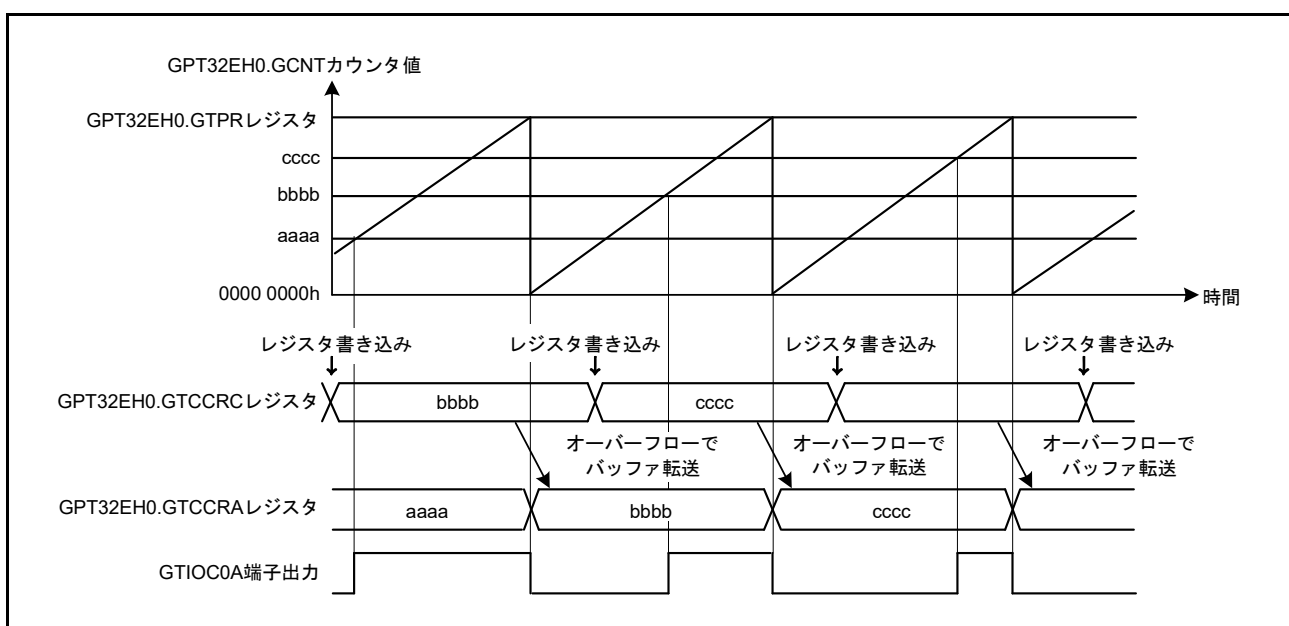 GPT32EH0.GCNTカウンタ値
GPT32EH0.GTPRレジスタ
cccc
bbbb
aaaa
0000 0000h
時間
レジスタ書き込み
レジスタ書き込み
レジスタ書き込み
レジスタ書き込み
GPT32EH0.GTCCRCレジスタ
bbbb
cccc
オーバーフローで
バッファ転送
オーバーフローで
バッファ転送
オーバーフローで
バッファ転送
GPT32EH0.GTCCRAレジスタ
aaaa
bbbb
cccc
GTIOC0A端子出力